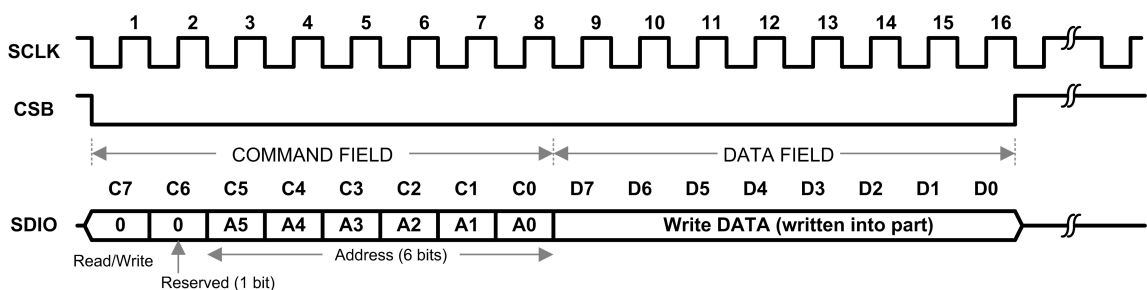 1 2 3 4 5 6 7 8 9 10 11 12 13 14 15 16
SCLK
CSB
COMMAND FIELD DATA FIELD
C7 C6 C5 C4 C3 C2 C1 C0 D7 D6 D5 D4 D3 D2 D1 D0
SDIO 0 0 A5 A4 A3 A2 A1 A0 Write DATA (written into part)
Read/Write Address (6 bits)
Reserved (1 bit)